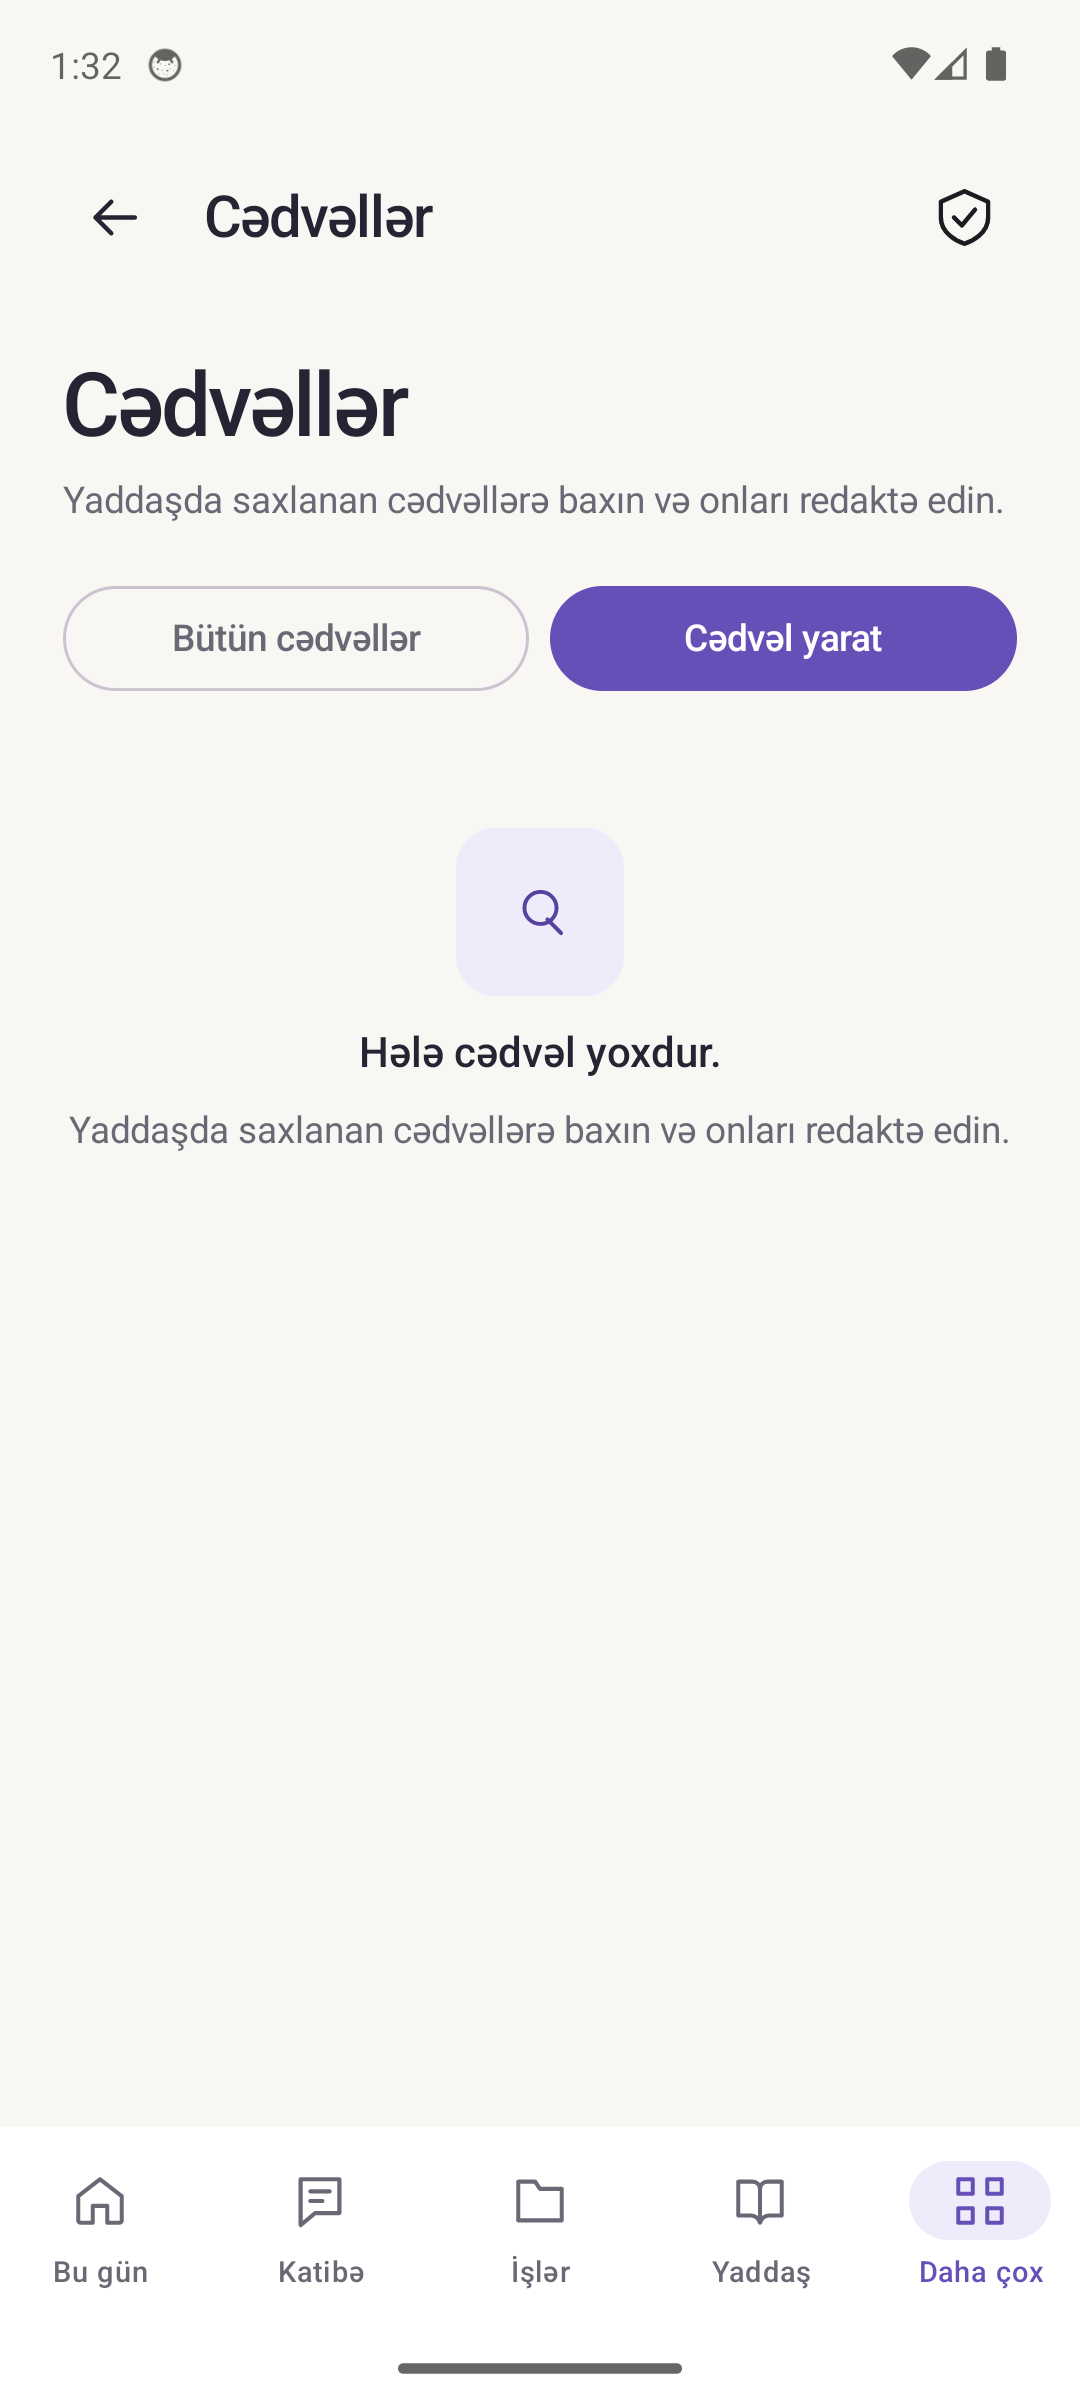 1:32
Cədvəllər
Cədvəllər
Yaddaşda saxlanan cədvəllərə baxın və onları redaktə edin.
Bütün cədvəllər
Cədvəl yarat
Hələ cədvəl yoxdur.
Yaddaşda saxlanan cədvəllərə baxın və onları redaktə edin.
Bu gün
Katibə
İşlər
Yaddaş
Daha çox